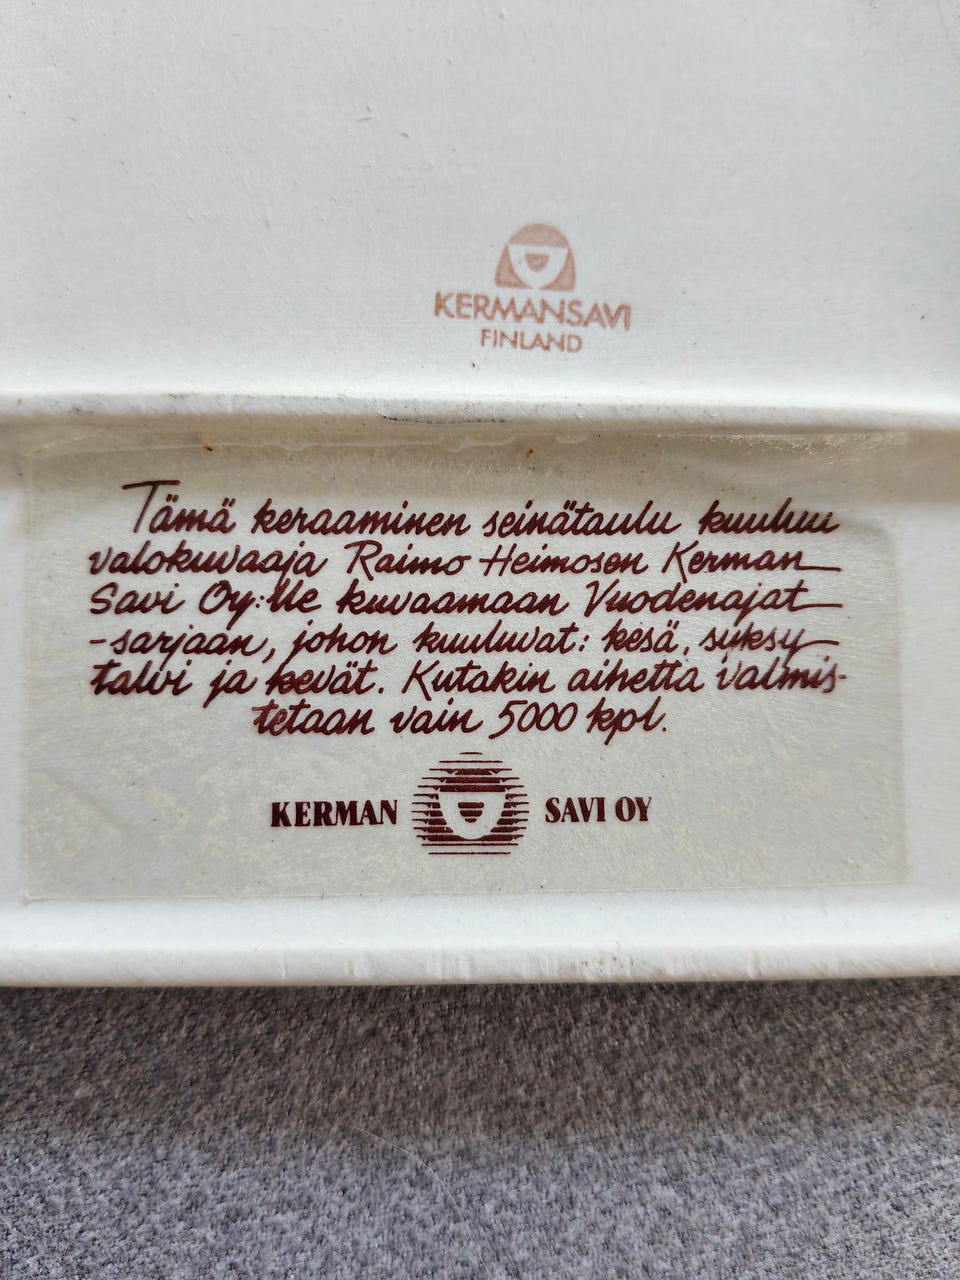 KERMANSAVI
FINLAND
Tämä keraaminen seinätaulu kuuluu
valokuvaaja Raimo Heimosen Kerman
Savi Oy:lle kuvaamaan Vuodenajat
-sarjaan, johon kuuluvat: kesä, syksy
talvi ja kevät. Kutakin aihetta valmis-
tetaan vain 5000 kpl.
KERMAN SAVI OY